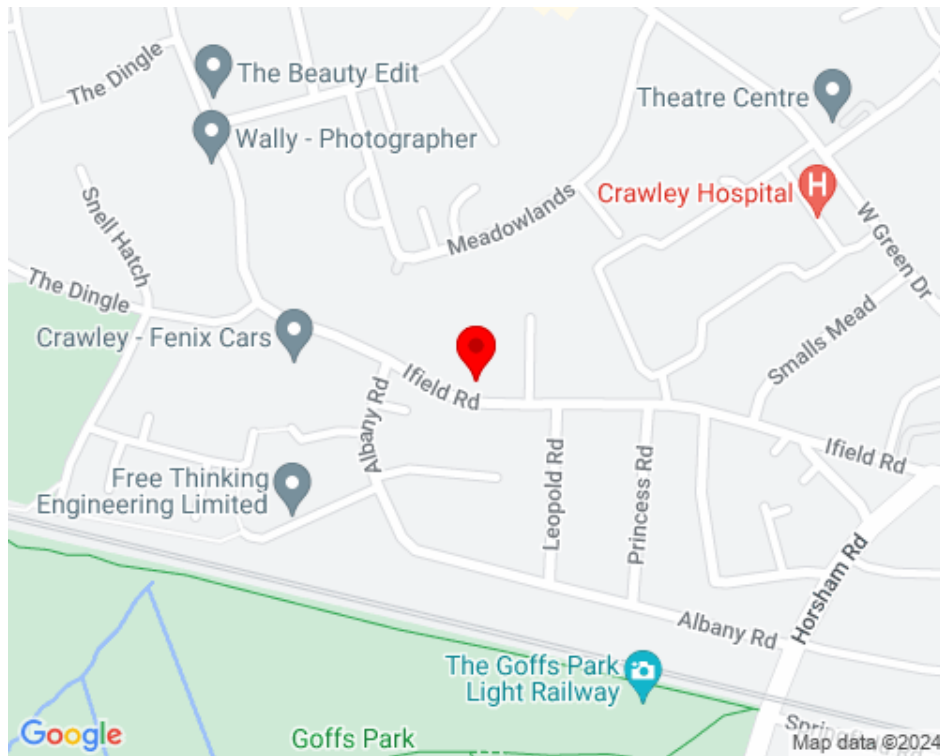 The Dingle
The Beauty Edit
Theatre Centre
Wally - Photographer
Crawley Hospital
H
Snell Hatch
Meadowlands
W Green Dr
The Dingle
Crawley - Fenix Cars
Smalls Mead
Ifield Rd
Albany Rd
Ifield Rd
Free Thinking
Engineering Limited
Leopold Rd
Princess Rd
Horsham Rd
Albany Rd
The Goffs Park
Light Railway
Google
Goffs Park
Map data ©2024